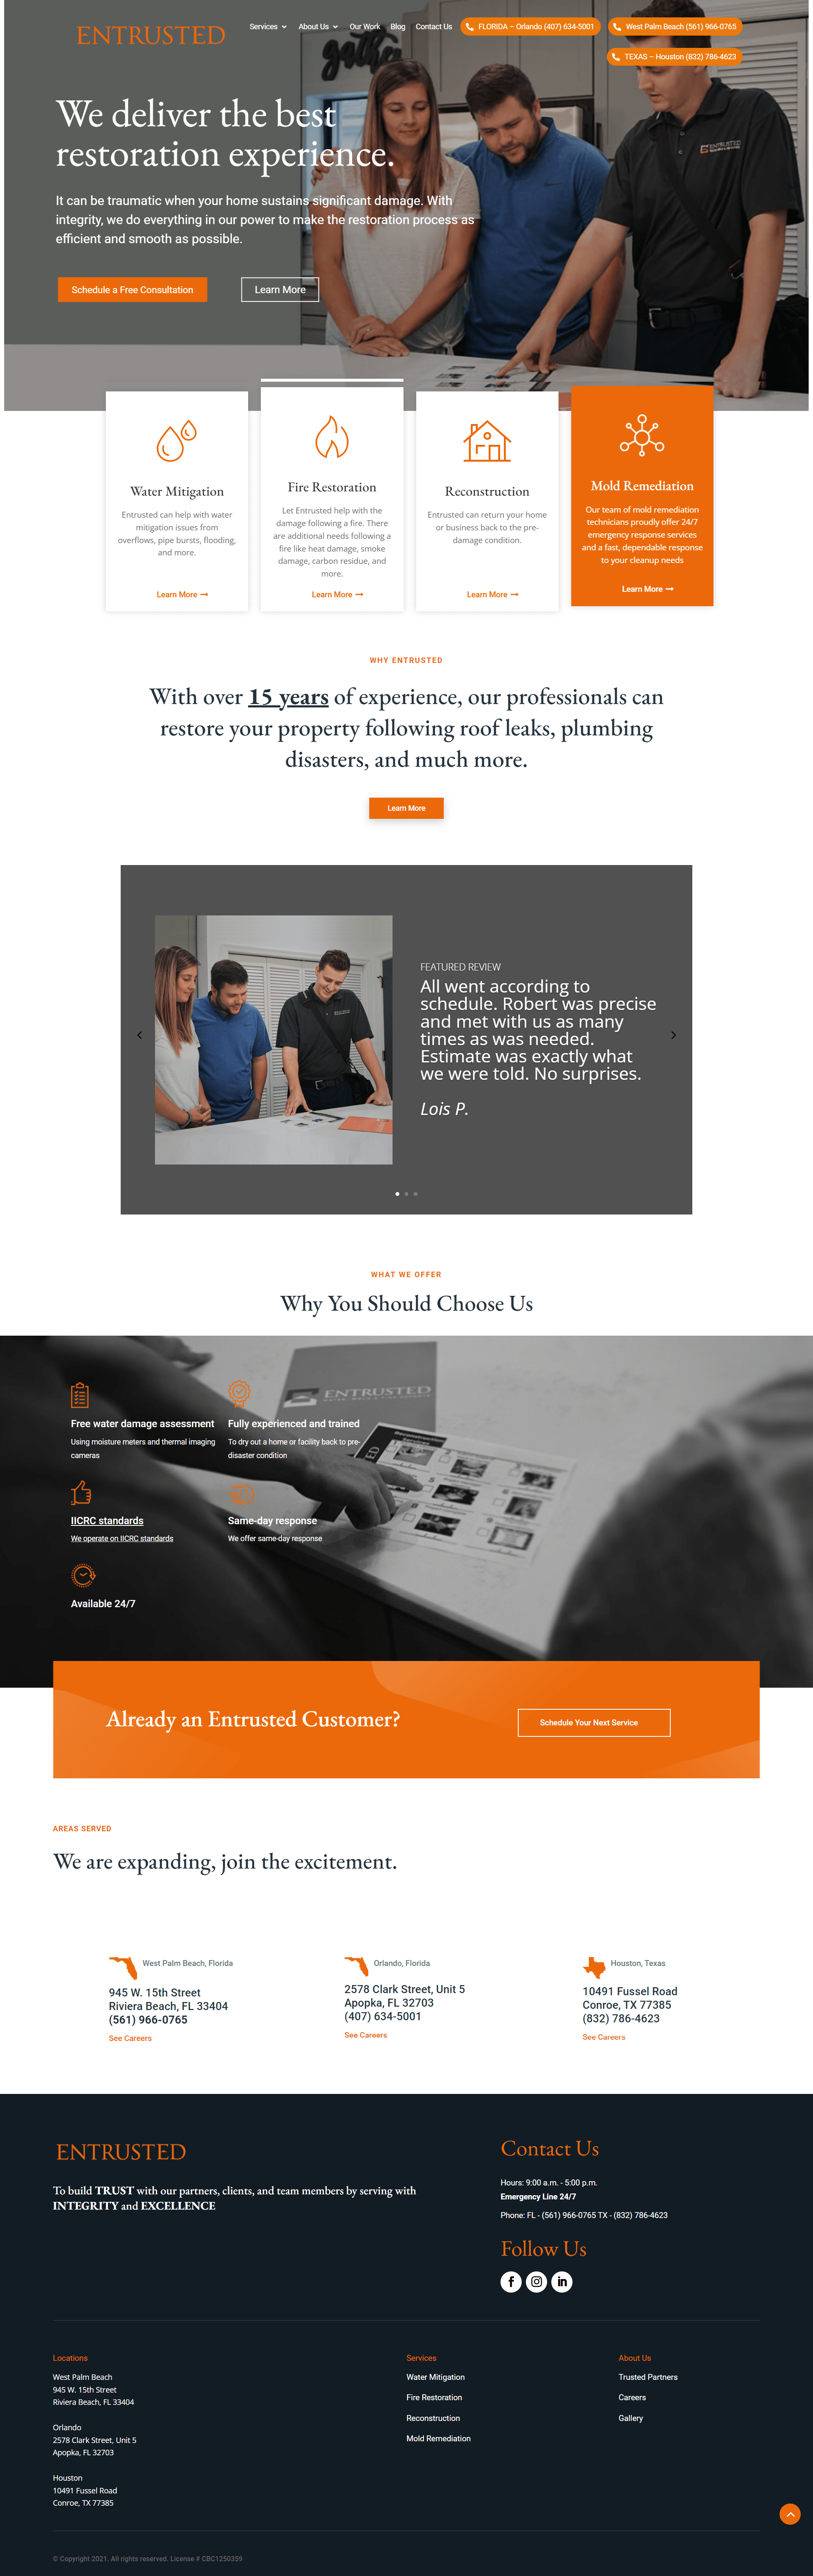 ENTRUSTED
Services
About Us
Our Work
Blog
Contact Us
FLORIDA – Orlando (407) 634-5001
West Palm Beach (561) 966-0765
TEXAS – Houston (832) 786-4623
We deliver the best
restoration experience.
It can be traumatic when your home sustains significant damage. With
integrity, we do everything in our power to make the restoration process as
efficient and smooth as possible.
Schedule a Free Consultation
Learn More
ENTRUSTED
Water Mitigation
Entrusted can help with water
mitigation issues from
overflows, pipe bursts, flooding,
and more.
Learn More
Fire Restoration
Let Entrusted help with the
damage following a fire. There
are additional needs following a
fire like heat damage, smoke
damage, carbon residue, and
more.
Learn More
Reconstruction
Entrusted can return your home
or business back to the pre-
damage condition.
Learn More
Mold Remediation
Our team of mold remediation
technicians proudly offer 24/7
emergency response services
and a fast, dependable response
to your cleanup needs
Learn More
WHY ENTRUSTED
With over 15 years of experience, our professionals can
restore your property following roof leaks, plumbing
disasters, and much more.
Learn More
FEATURED REVIEW
All went according to
schedule. Robert was precise
and met with us as many
times as was needed.
Estimate was exactly what
we were told. No surprises.
Lois P.
WHAT WE OFFER
Why You Should Choose Us
ENTRUSTED
Free water damage assessment
Using moisture meters and thermal imaging
cameras
Fully experienced and trained
To dry out a home or facility back to pre-
disaster condition
IICRC standards
We operate on IICRC standards
Same-day response
We offer same-day response
Available 24/7
Already an Entrusted Customer?
Schedule Your Next Service
AREAS SERVED
We are expanding, join the excitement.
West Palm Beach, Florida
945 W. 15th Street
Riviera Beach, FL 33404
(561) 966-0765
See Careers
Orlando, Florida
2578 Clark Street, Unit 5
Apopka, FL 32703
(407) 634-5001
See Careers
Houston, Texas
10491 Fussel Road
Conroe, TX 77385
(832) 786-4623
See Careers
ENTRUSTED
To build TRUST with our partners, clients, and team members by serving with
INTEGRITY and EXCELLENCE
Contact Us
Hours: 9:00 a.m. - 5:00 p.m.
Emergency Line 24/7
Phone: FL - (561) 966-0765 TX - (832) 786-4623
Follow Us
Locations
West Palm Beach
945 W. 15th Street
Riviera Beach, FL 33404
Orlando
2578 Clark Street, Unit 5
Apopka, FL 32703
Houston
10491 Fussel Road
Conroe, TX 77385
Services
Water Mitigation
Fire Restoration
Reconstruction
Mold Remediation
About Us
Trusted Partners
Careers
Gallery
© Copyright 2021. All rights reserved. License # CBC1250359